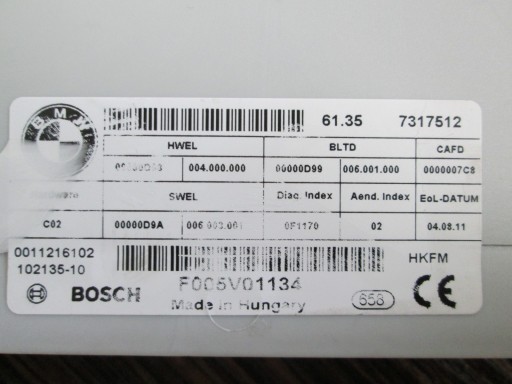 BMW
61.35 7317512
HWEL BLTD CAFD
004.000.000 00000D99 006.001.000 0000007C8
SWEL Diag. Index Aend. Index EoL-DATUM
C02 00000D9A 0F1170 02 04.08.11
0011216102
102135-10 HKFM
BOSCH F005V01134
Made in Hungary 658 CE